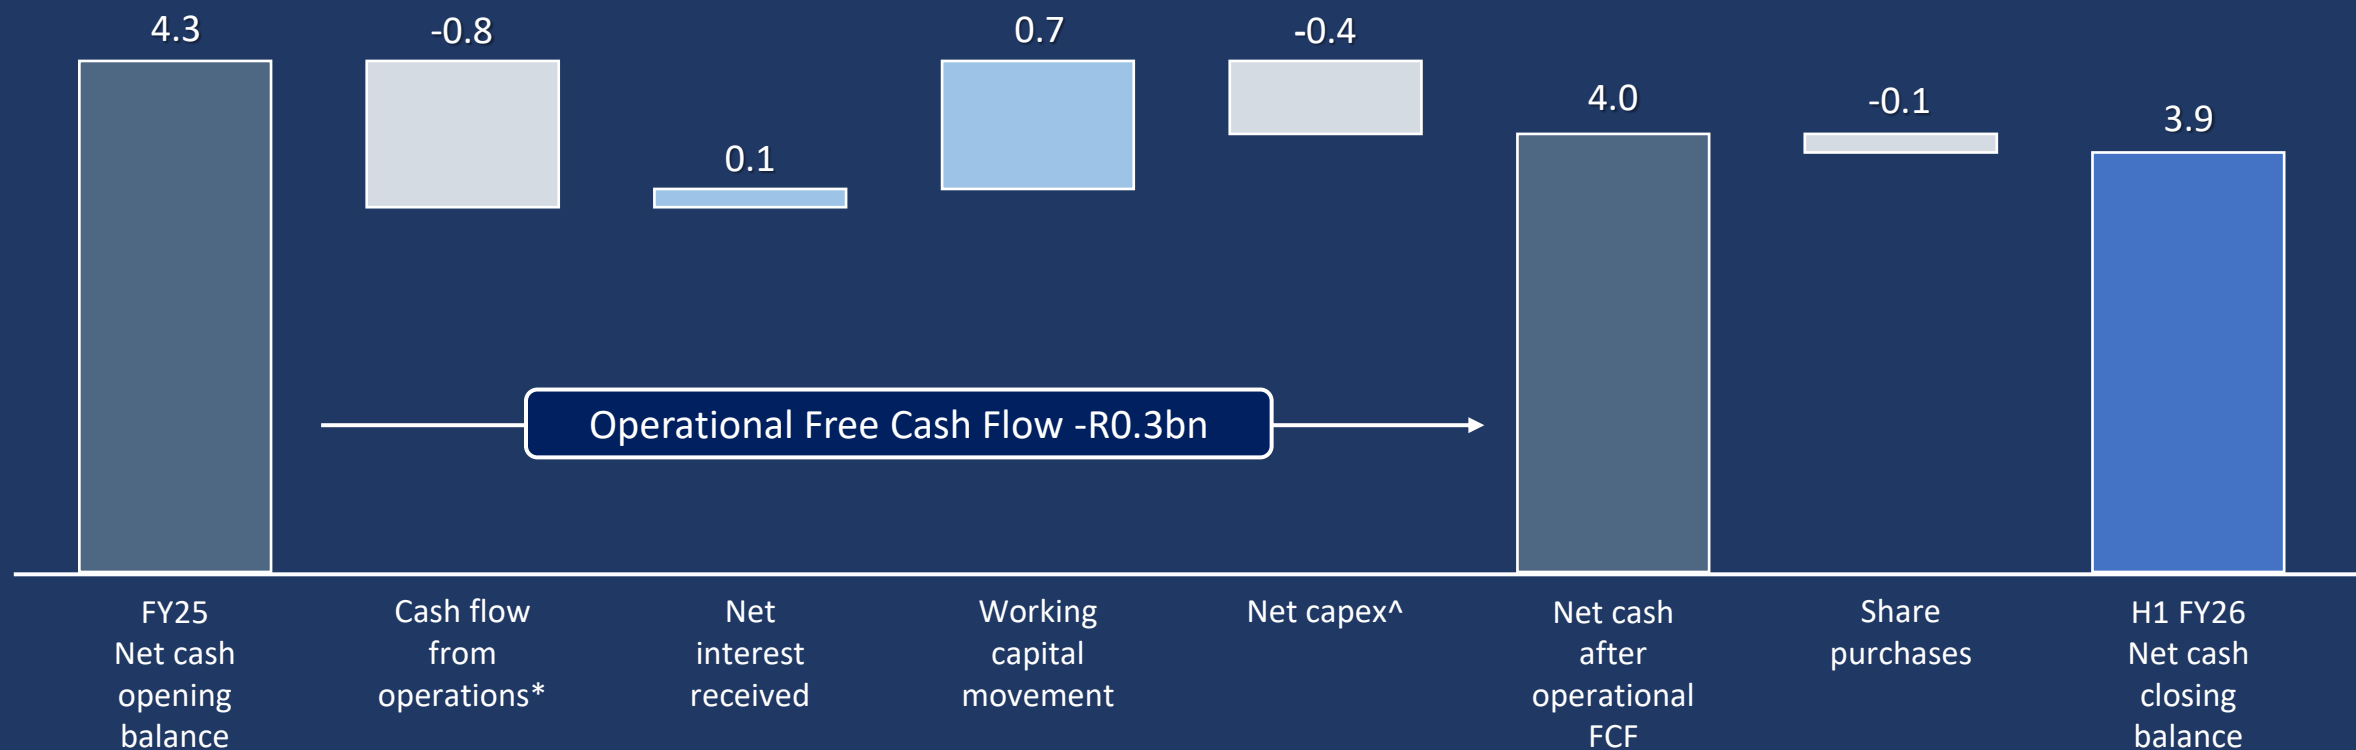 4.3
-0.8
0.1
0.7
-0.4
4.0
-0.1
3.9
Operational Free Cash Flow -R0.3bn
FY25
Net cash
opening
balance
Cash flow
from
operations*
Net
interest
received
Working
capital
movement
Net capex^
Net cash
after
operational
FCF
Share
purchases
H1 FY26
Net cash
closing
balance